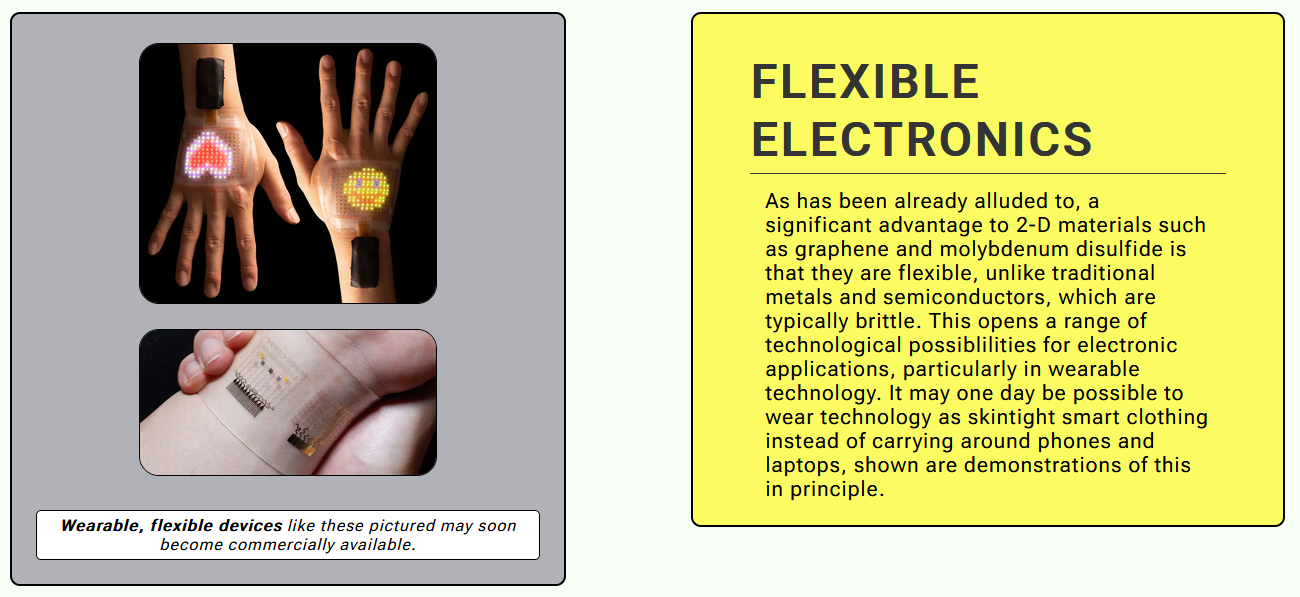 Wearable, flexible devices like these pictured may soon
become commercially available.
FLEXIBLE
ELECTRONICS
As has been already alluded to, a
significant advantage to 2-D materials such
as graphene and molybdenum disulfide is
that they are flexible, unlike traditional
metals and semiconductors, which are
typically brittle. This opens a range of
technological possiblilities for electronic
applications, particularly in wearable
technology. It may one day be possible to
wear technology as skintight smart clothing
instead of carrying around phones and
laptops, shown are demonstrations of this
in principle.